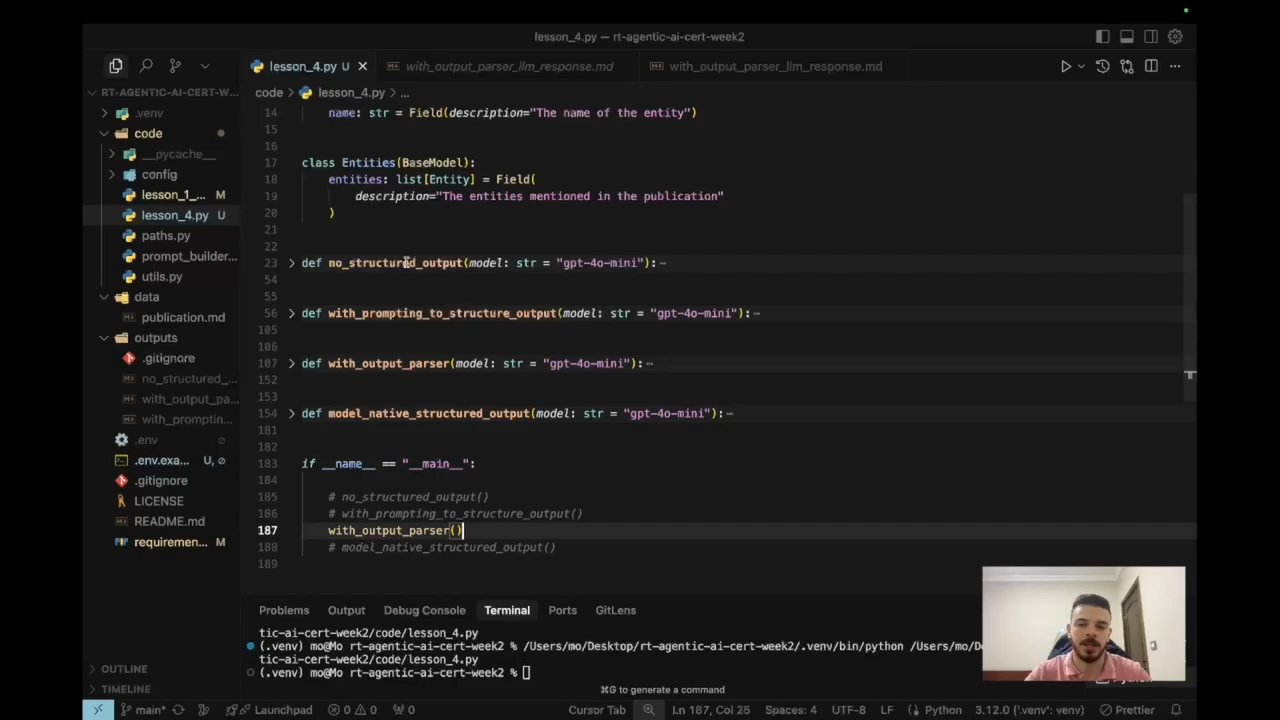 lesson_4.py — rt-agentic-ai-cert-week2
lesson_4.py U
with_output_parser_llm_response.md
with_output_parser_llm_response.md
RT-AGENTIC-AI-CERT-W...
.venv
code
__pycache__
config
lesson_1_... M
lesson_4.py U
paths.py
prompt_builder...
utils.py
data
publication.md
outputs
.gitignore
no_structured_...
with_output_pa...
with_promptin...
.env
.env.exa... U,
.gitignore
LICENSE
README.md
requiremen... M
OUTLINE
TIMELINE
code > lesson_4.py > ...
14 name: str = Field(description="The name of the entity")
15
16
17 class Entities(BaseModel):
18 entities: list[Entity] = Field(
19 description="The entities mentioned in the publication"
20 )
21
22
23 def no_structured_output(model: str = "gpt-4o-mini"):
54
55
56 def with_prompting_to_structure_output(model: str = "gpt-4o-mini"):
105
106
107 def with_output_parser(model: str = "gpt-4o-mini"):
152
153
154 def model_native_structured_output(model: str = "gpt-4o-mini"):
181
182
183 if __name__ == "__main__":
184
185 # no_structured_output()
186 # with_prompting_to_structure_output()
187 with_output_parser()
188 # model_native_structured_output()
189
Problems Output Debug Console Terminal Ports GitLens
tic-ai-cert-week2/code/lesson_4.py
(.venv) mo@Mo rt-agentic-ai-cert-week2 % /Users/mo/Desktop/rt-agentic-ai-cert-week2/.venv/bin/python /Users/mo/De
tic-ai-cert-week2/code/lesson_4.py
(.venv) mo@Mo rt-agentic-ai-cert-week2 %
⌘G to generate a command
main* Launchpad 0 0 0 Cursor Tab Ln 187, Col 25 Spaces: 4 UTF-8 LF Python 3.12.0 ('.venv': venv) Prettier